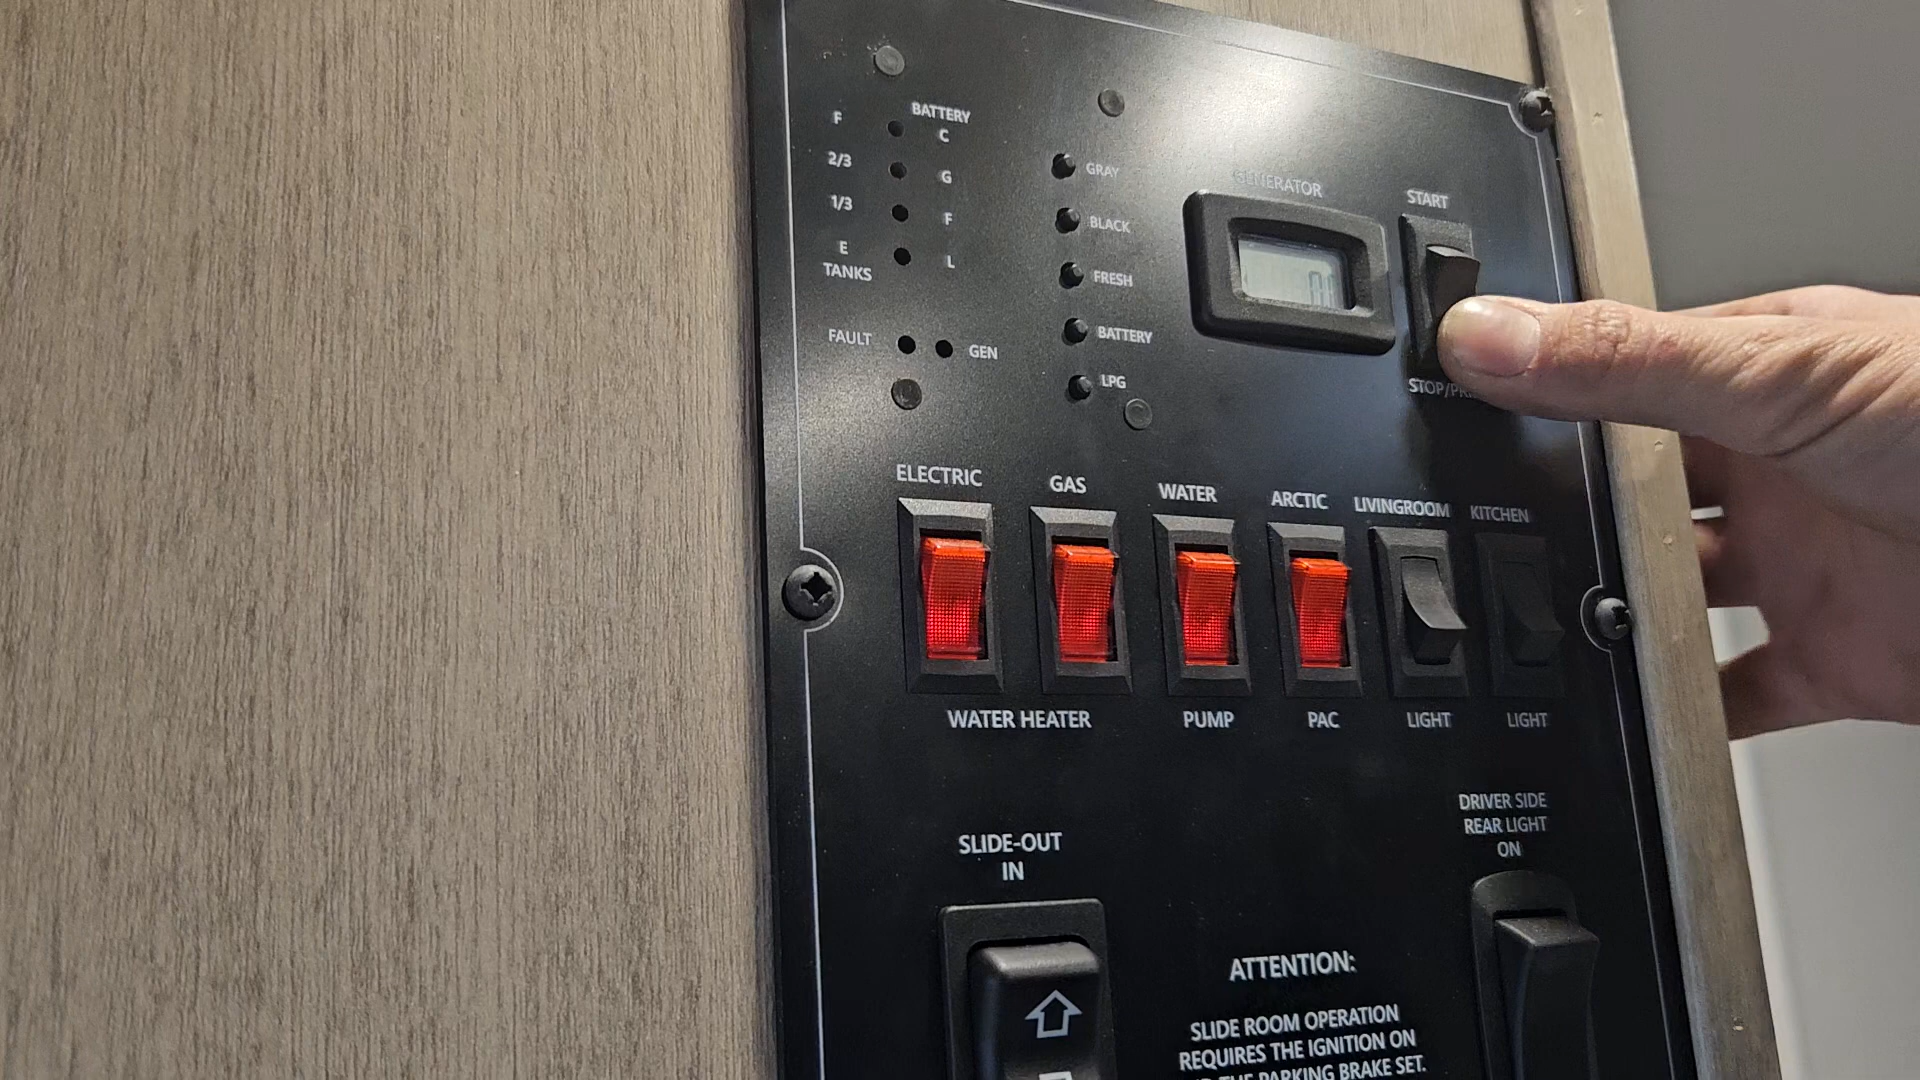 BATTERY
F
C
2/3
G
1/3
F
E
L
TANKS
FAULT
GEN
GRAY
BLACK
FRESH
BATTERY
LPG
GENERATOR
START
ELECTRIC
GAS
WATER
ARCTIC
LIVINGROOM
KITCHEN
WATER HEATER
PUMP
PAC
LIGHT
LIGHT
SLIDE-OUT
IN
DRIVER SIDE
REAR LIGHT
ON
ATTENTION:
SLIDE ROOM OPERATION
REQUIRES THE IGNITION ON
THE PARKING BRAKE SET.